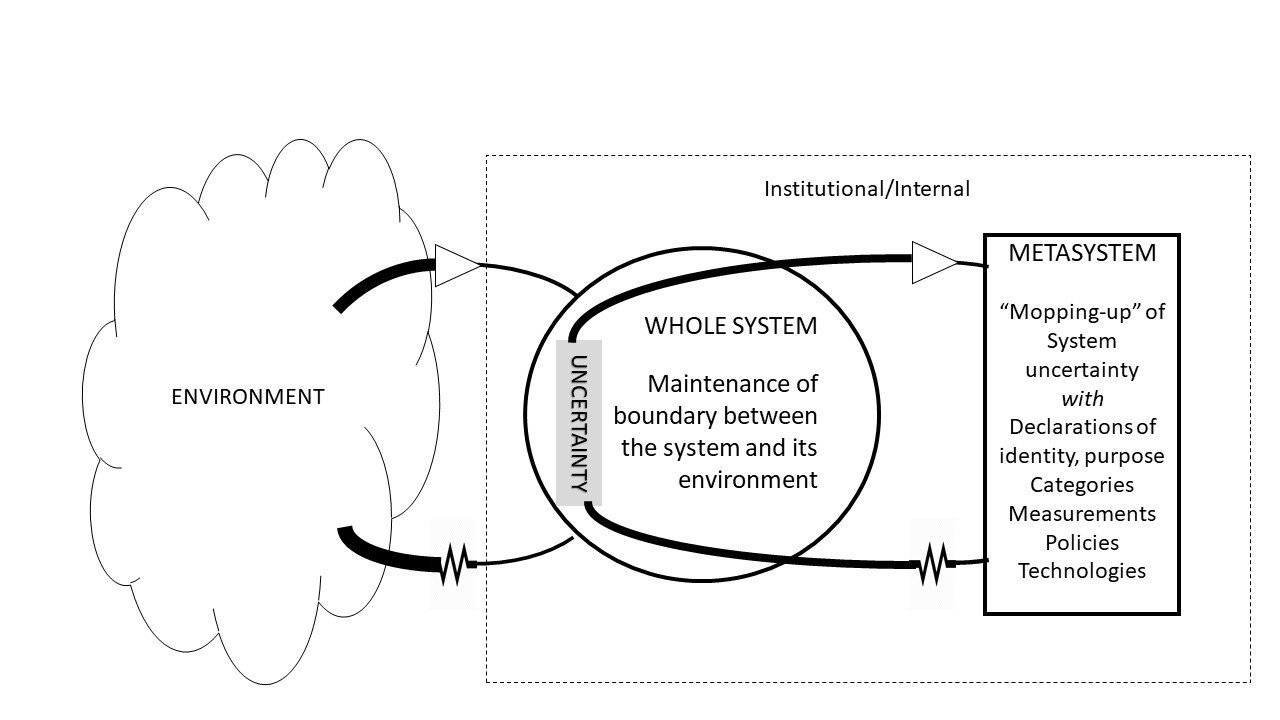 Institutional/Internal
ENVIRONMENT
UNCERTAINTY
WHOLE SYSTEM
Maintenance of
boundary between
the system and its
environment
METASYSTEM
“Mopping-up” of
System
uncertainty
with
Declarations of
identity, purpose
Categories
Measurements
Policies
Technologies